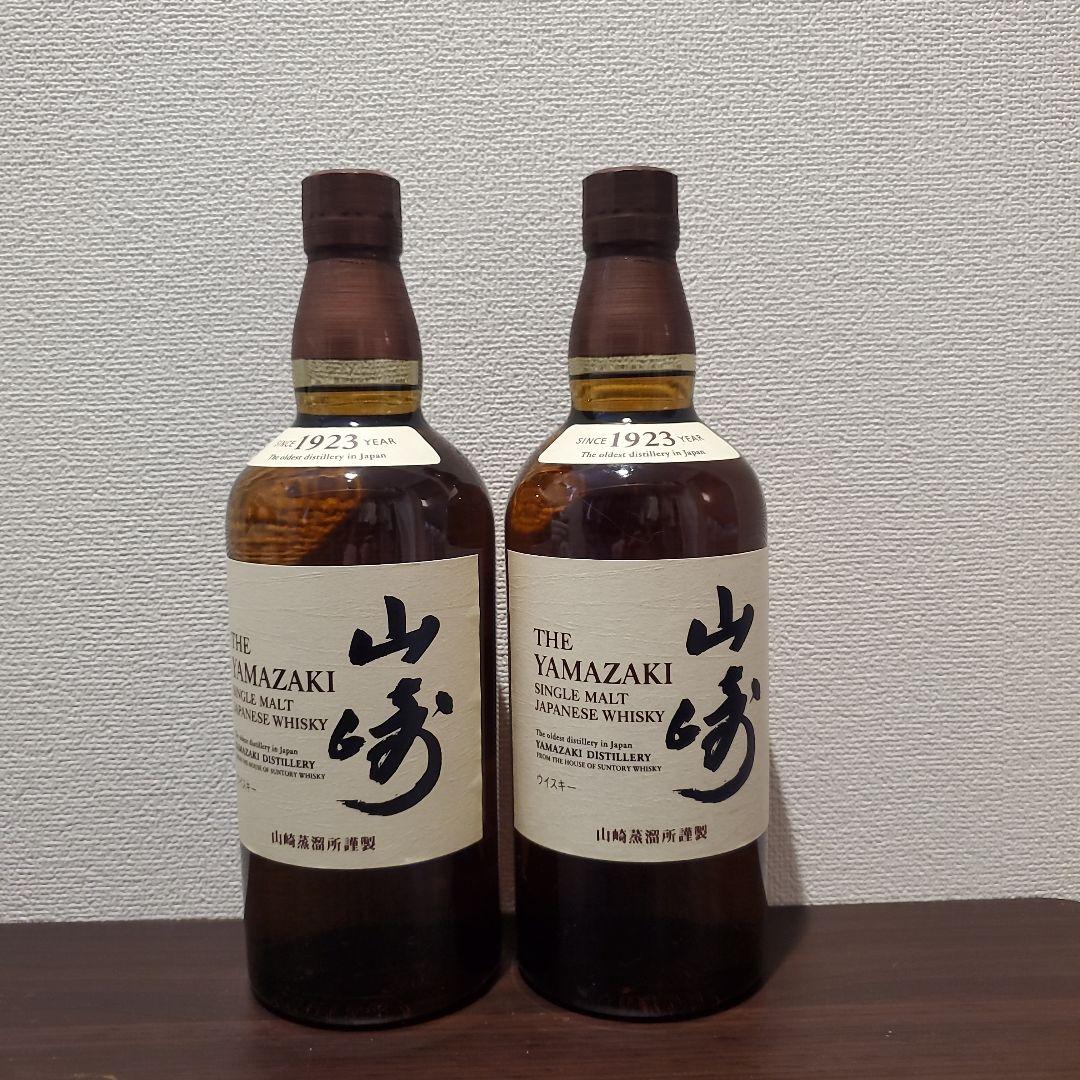 SINCE 1923 YEAR
The oldest distillery in Japan
THE
YAMAZAKI
SINGLE MALT
JAPANESE WHISKY
The oldest distillery in Japan
YAMAZAKI DISTILLERY
FROM THE HOUSE OF SUNTORY WHISKY
ウイスキー
山崎
山崎蒸溜所謹製
SINCE 1923 YEAR
The oldest distillery in Japan
THE
YAMAZAKI
SINGLE MALT
JAPANESE WHISKY
The oldest distillery in Japan
YAMAZAKI DISTILLERY
FROM THE HOUSE OF SUNTORY WHISKY
ウイスキー
山崎
山崎蒸溜所謹製